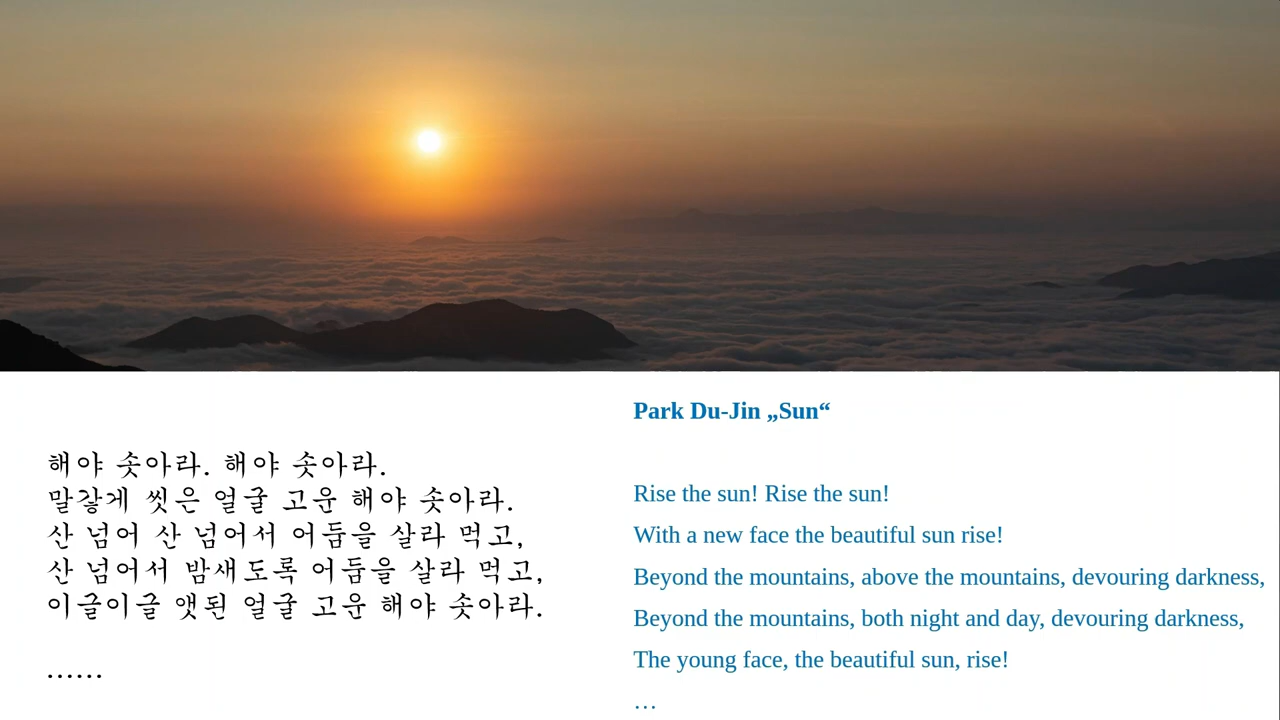 해야 솟아라. 해야 솟아라.
말갛게 씻은 얼굴 고운 해야 솟아라.
산 넘어 산 넘어서 어둠을 살라 먹고,
산 넘어서 밤새도록 어둠을 살라 먹고,
이글이글 앳된 얼굴 고운 해야 솟아라.
......
Park Du-Jin „Sun“
Rise the sun! Rise the sun!
With a new face the beautiful sun rise!
Beyond the mountains, above the mountains, devouring darkness,
Beyond the mountains, both night and day, devouring darkness,
The young face, the beautiful sun, rise!
…